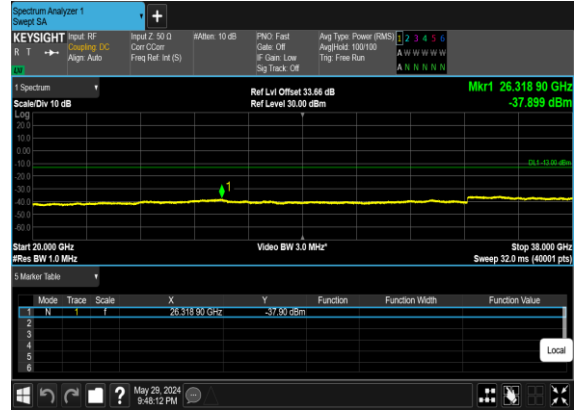 Spectrum Analyzer 1
Swept SA
+
KEYSIGHT Input: RF Input Z: 50 Ω #Atten: 10 dB PNO: Fast Avg Type: Power (RMS) 1 2 3 4 5 6
R T Coupling: DC Corr CCorr Gate: Off Avg|Hold: 100/100 A W W W W W
Align: Auto Freq Ref: Int (S) IF Gain: Low Trig: Free Run
LW Sig Track: Off A N N N N N
1 Spectrum Ref Lvl Offset 33.66 dB Mkr1 26.318 90 GHz
Scale/Div 10 dB Ref Level 30.00 dBm -37.899 dBm
Log
20.0
10.0
0.00
-10.0
DL1 -13.00 dBm
-20.0
-30.0
1
-40.0
-50.0
-60.0
Start 20.000 GHz Video BW 3.0 MHz* Stop 38.000 GHz
#Res BW 1.0 MHz Sweep 32.0 ms (40001 pts)
5 Marker Table
Mode Trace Scale X Y Function Function Width Function Value
1 N 1 f 26.318 90 GHz -37.90 dBm
2
3
4
5
6
Local
? May 29, 2024
9:48:12 PM